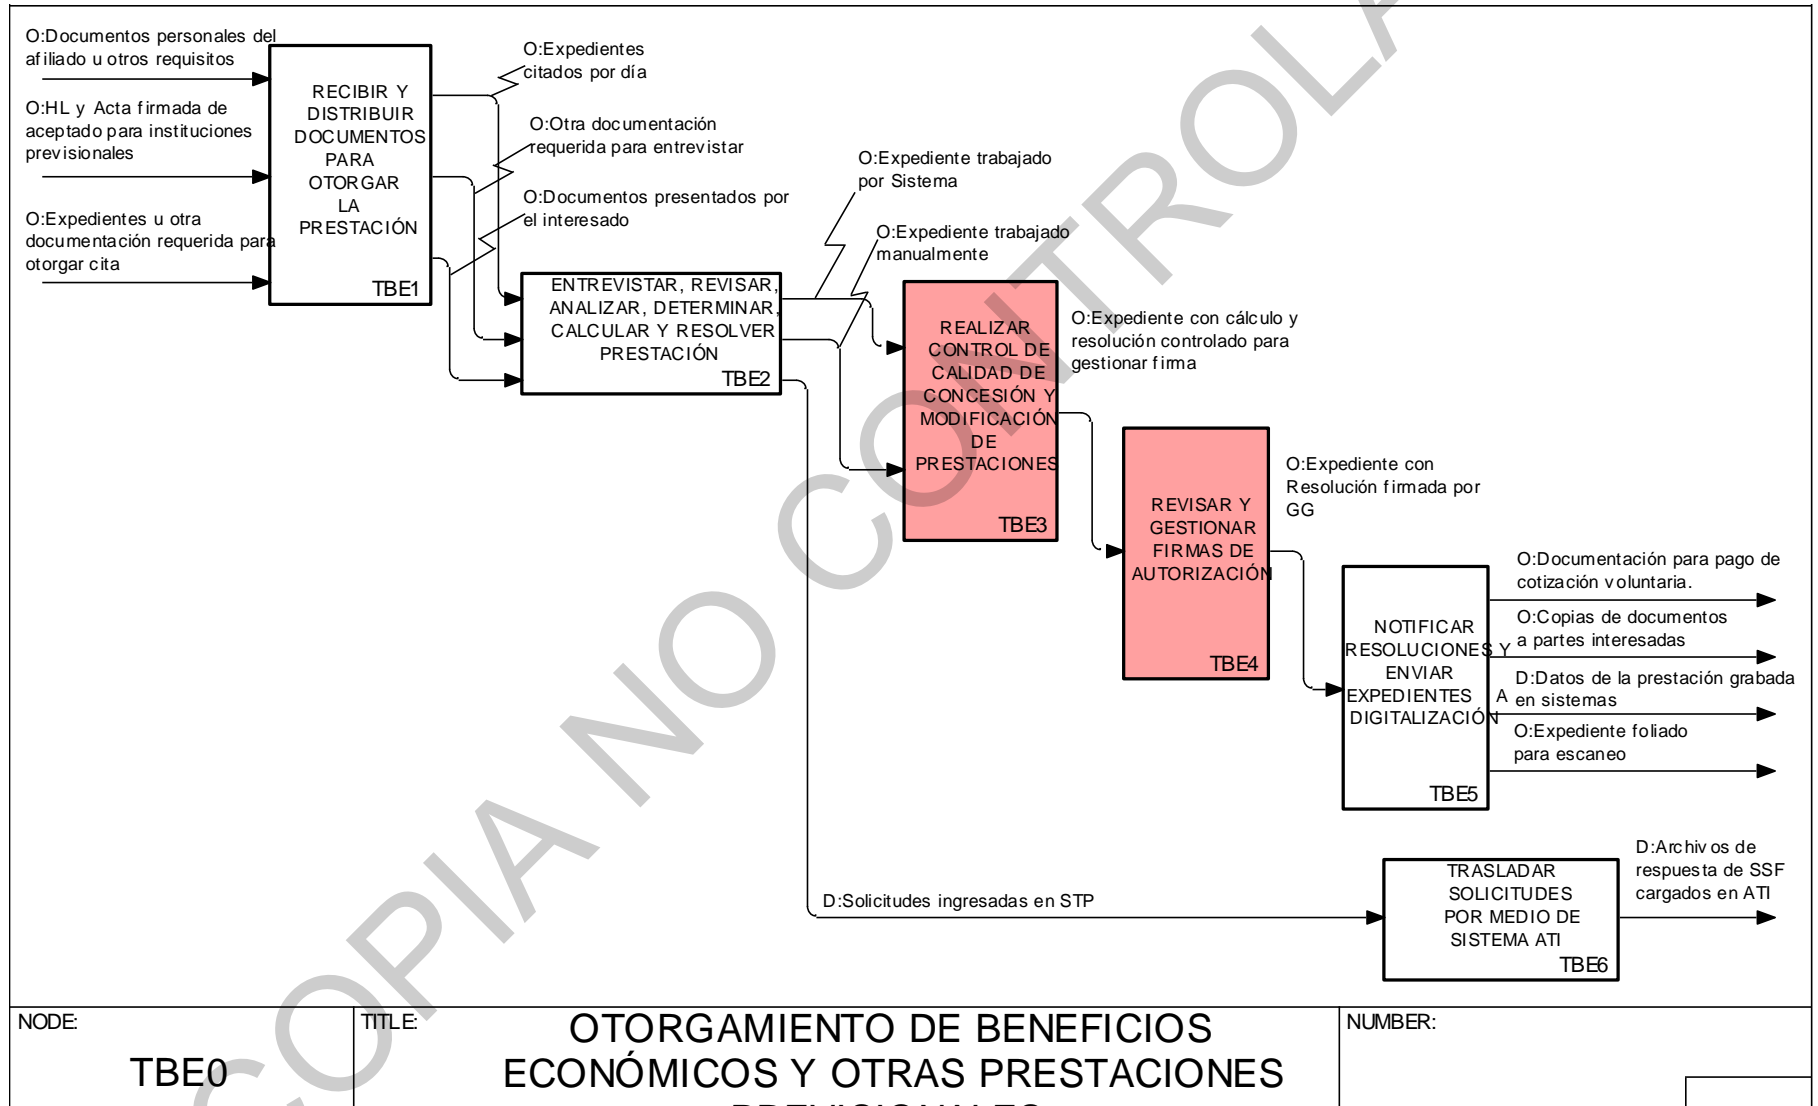 O:Documentos personales del
afiliado u otros requisitos
O:HL y Acta firmada de
aceptado para instituciones
previsionales
O:Expedientes u otra
documentación requerida para
otorgar cita
RECIBIR Y
DISTRIBUIR
DOCUMENTOS
PARA
OTORGAR
LA
PRESTACIÓN
TBE1
O:Expedientes
citados por día
O:Otra documentación
requerida para entrevistar
O:Documentos presentados por
el interesado
ENTREVISTAR, REVISAR,
ANALIZAR, DETERMINAR,
CALCULAR Y RESOLVER
PRESTACIÓN
TBE2
O:Expediente trabajado
por Sistema
O:Expediente trabajado
manualmente
REALIZAR
CONTROL DE
CALIDAD DE
CONCESIÓN Y
MODIFICACIÓN
DE
PRESTACIONES
TBE3
O:Expediente con cálculo y
resolución controlado para
gestionar firma
REVISAR Y
GESTIONAR
FIRMAS DE
AUTORIZACIÓN
TBE4
O:Expediente con
Resolución firmada por
GG
NOTIFICAR
RESOLUCIONES Y
ENVIAR
EXPEDIENTES A
DIGITALIZACIÓN
TBE5
O:Documentación para pago de
cotización voluntaria.
O:Copias de documentos
a partes interesadas
D:Datos de la prestación grabada
en sistemas
O:Expediente foliado
para escaneo
D:Solicitudes ingresadas en STP
TRASLADAR
SOLICITUDES
POR MEDIO DE
SISTEMA ATI
TBE6
D:Archivos de
respuesta de SSF
cargados en ATI
COPIA NO CONTROLA
NODE:
TBE0
TITLE:
OTORGAMIENTO DE BENEFICIOS
ECONÓMICOS Y OTRAS PRESTACIONES
PREVISIONALES
NUMBER: